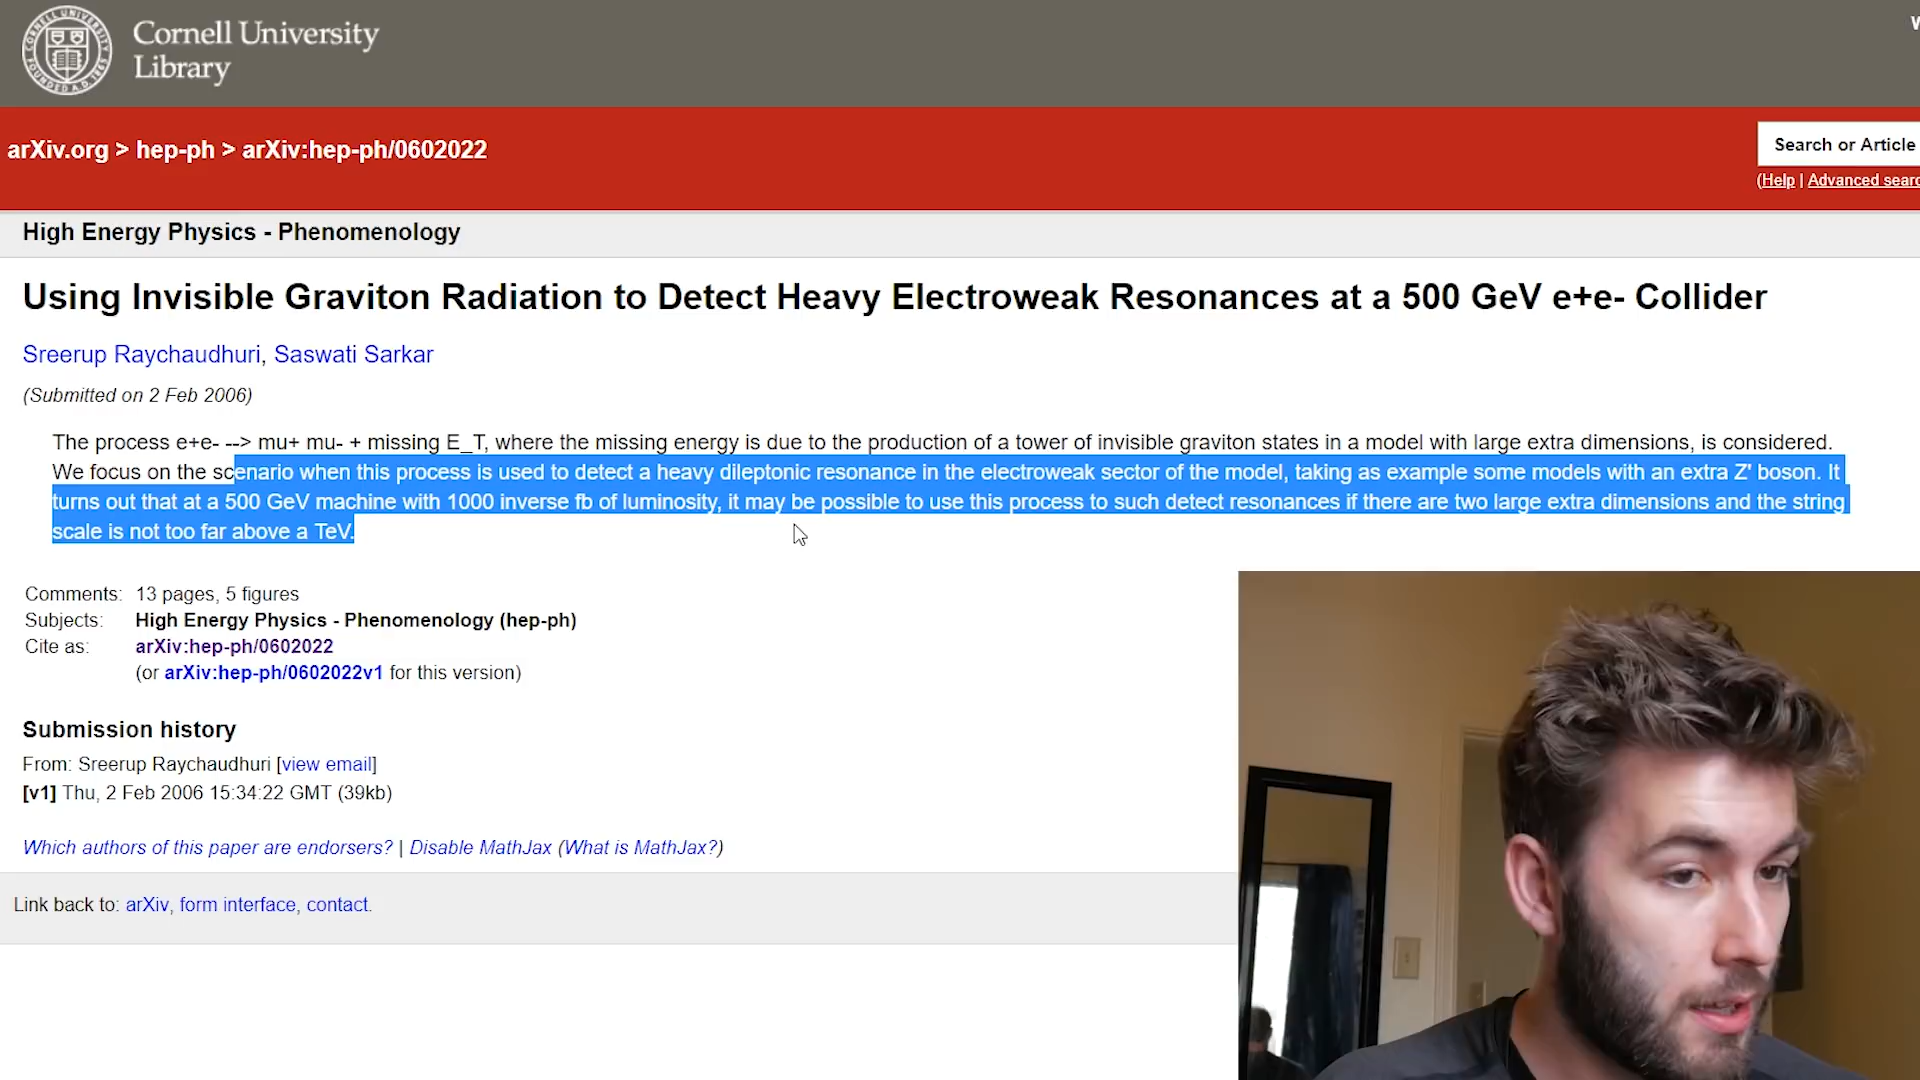 Cornell University
Library
arXiv.org > hep-ph > arXiv:hep-ph/0602022
Search or Article
(Help | Advanced searc
High Energy Physics - Phenomenology
Using Invisible Graviton Radiation to Detect Heavy Electroweak Resonances at a 500 GeV e+e- Collider
Sreerup Raychaudhuri, Saswati Sarkar
(Submitted on 2 Feb 2006)
The process e+e- --> mu+ mu- + missing E_T, where the missing energy is due to the production of a tower of invisible graviton states in a model with large extra dimensions, is considered.
We focus on the scenario when this process is used to detect a heavy dileptonic resonance in the electroweak sector of the model, taking as example some models with an extra Z' boson. It
turns out that at a 500 GeV machine with 1000 inverse fb of luminosity, it may be possible to use this process to such detect resonances if there are two large extra dimensions and the string
scale is not too far above a TeV.
Comments: 13 pages, 5 figures
Subjects: High Energy Physics - Phenomenology (hep-ph)
Cite as: arXiv:hep-ph/0602022
(or arXiv:hep-ph/0602022v1 for this version)
Submission history
From: Sreerup Raychaudhuri [view email]
[v1] Thu, 2 Feb 2006 15:34:22 GMT (39kb)
Which authors of this paper are endorsers? | Disable MathJax (What is MathJax?)
Link back to: arXiv, form interface, contact.